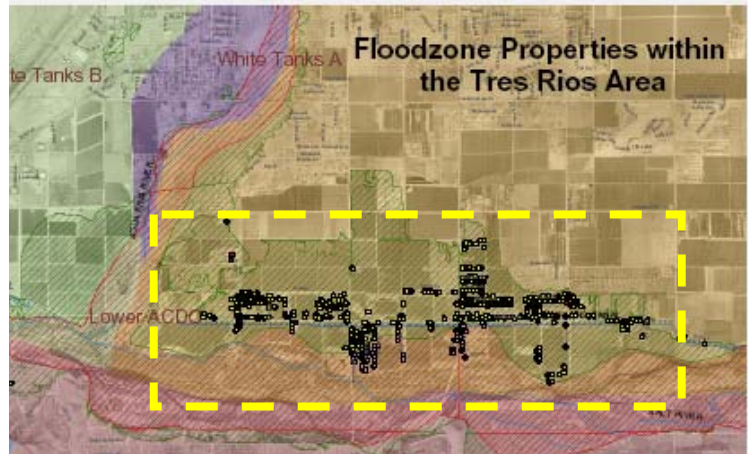 Floodzone Properties within
the Tres Rios Area
White Tanks A
te Tanks B
Lower ACDC